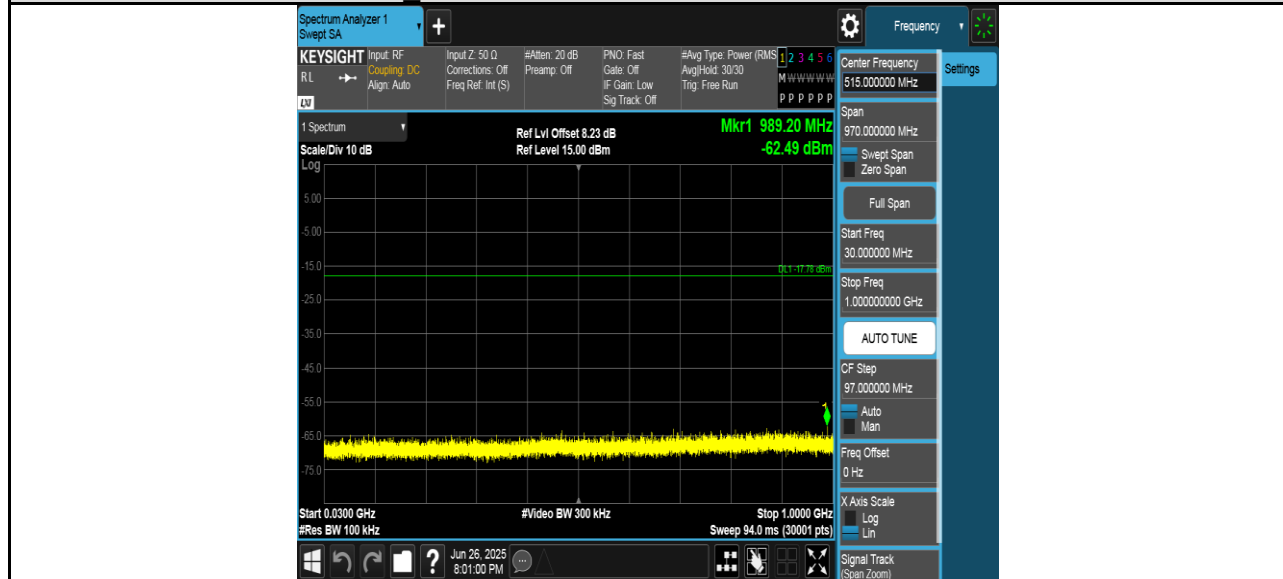 Spectrum Analyzer 1
Swept SA
+
Frequency
KEYSIGHT
RL
LXI
Input: RF
Coupling: DC
Align: Auto
Input Z: 50 Ω
Corrections: Off
Freq Ref: Int (S)
#Atten: 20 dB
Preamp: Off
PNO: Fast
Gate: Off
IF Gain: Low
Sig Track: Off
#Avg Type: Power (RMS
Avg|Hold: 30/30
Trig: Free Run
1 2 3 4 5 6
M W W W W W
P P P P P P
1 Spectrum
Scale/Div 10 dB
Ref Lvl Offset 8.23 dB
Ref Level 15.00 dBm
Mkr1 989.20 MHz
-62.49 dBm
Log
5.00
-5.00
-15.0
DL1 -17.78 dBm
-25.0
-35.0
-45.0
-55.0
1
-65.0
-75.0
Start 0.0300 GHz
#Res BW 100 kHz
#Video BW 300 kHz
Stop 1.0000 GHz
Sweep 94.0 ms (30001 pts)
?
Jun 26, 2025
8:01:00 PM
Center Frequency
515.000000 MHz
Span
970.000000 MHz
Swept Span
Zero Span
Full Span
Start Freq
30.000000 MHz
Stop Freq
1.000000000 GHz
AUTO TUNE
CF Step
97.000000 MHz
Auto
Man
Freq Offset
0 Hz
X Axis Scale
Log
Lin
Signal Track
(Span Zoom)
Settings